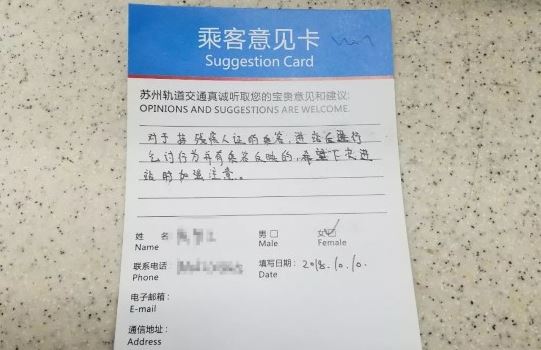 乘客意见卡
Suggestion Card
苏州轨道交通真诚听取您的宝贵意见和建议:
OPINIONS AND SUGGESTIONS ARE WELCOME.
对于持残疾人证的乘客,进站后进行
乞讨行为并有乘客反映的,希望下次进
站时加强注意。
姓 名 男 女
Name Male Female
联系电话: 填写日期: 2018.10.10.
Phone Date
电子邮箱:
E-mail
通信地址:
Address